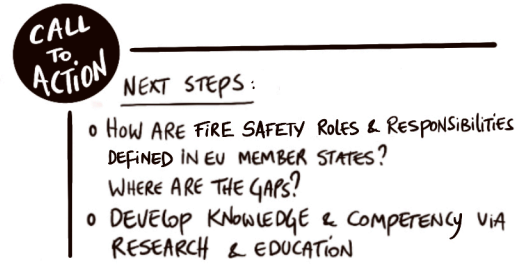 CALL
TO
ACTION
NEXT STEPS:
o HOW ARE FIRE SAFETY ROLES & RESPONSIBILITIES
DEFINED IN EU MEMBER STATES?
WHERE ARE THE GAPS?
o DEVELOP KNOWLEDGE & COMPETENCY VIA
RESEARCH & EDUCATION